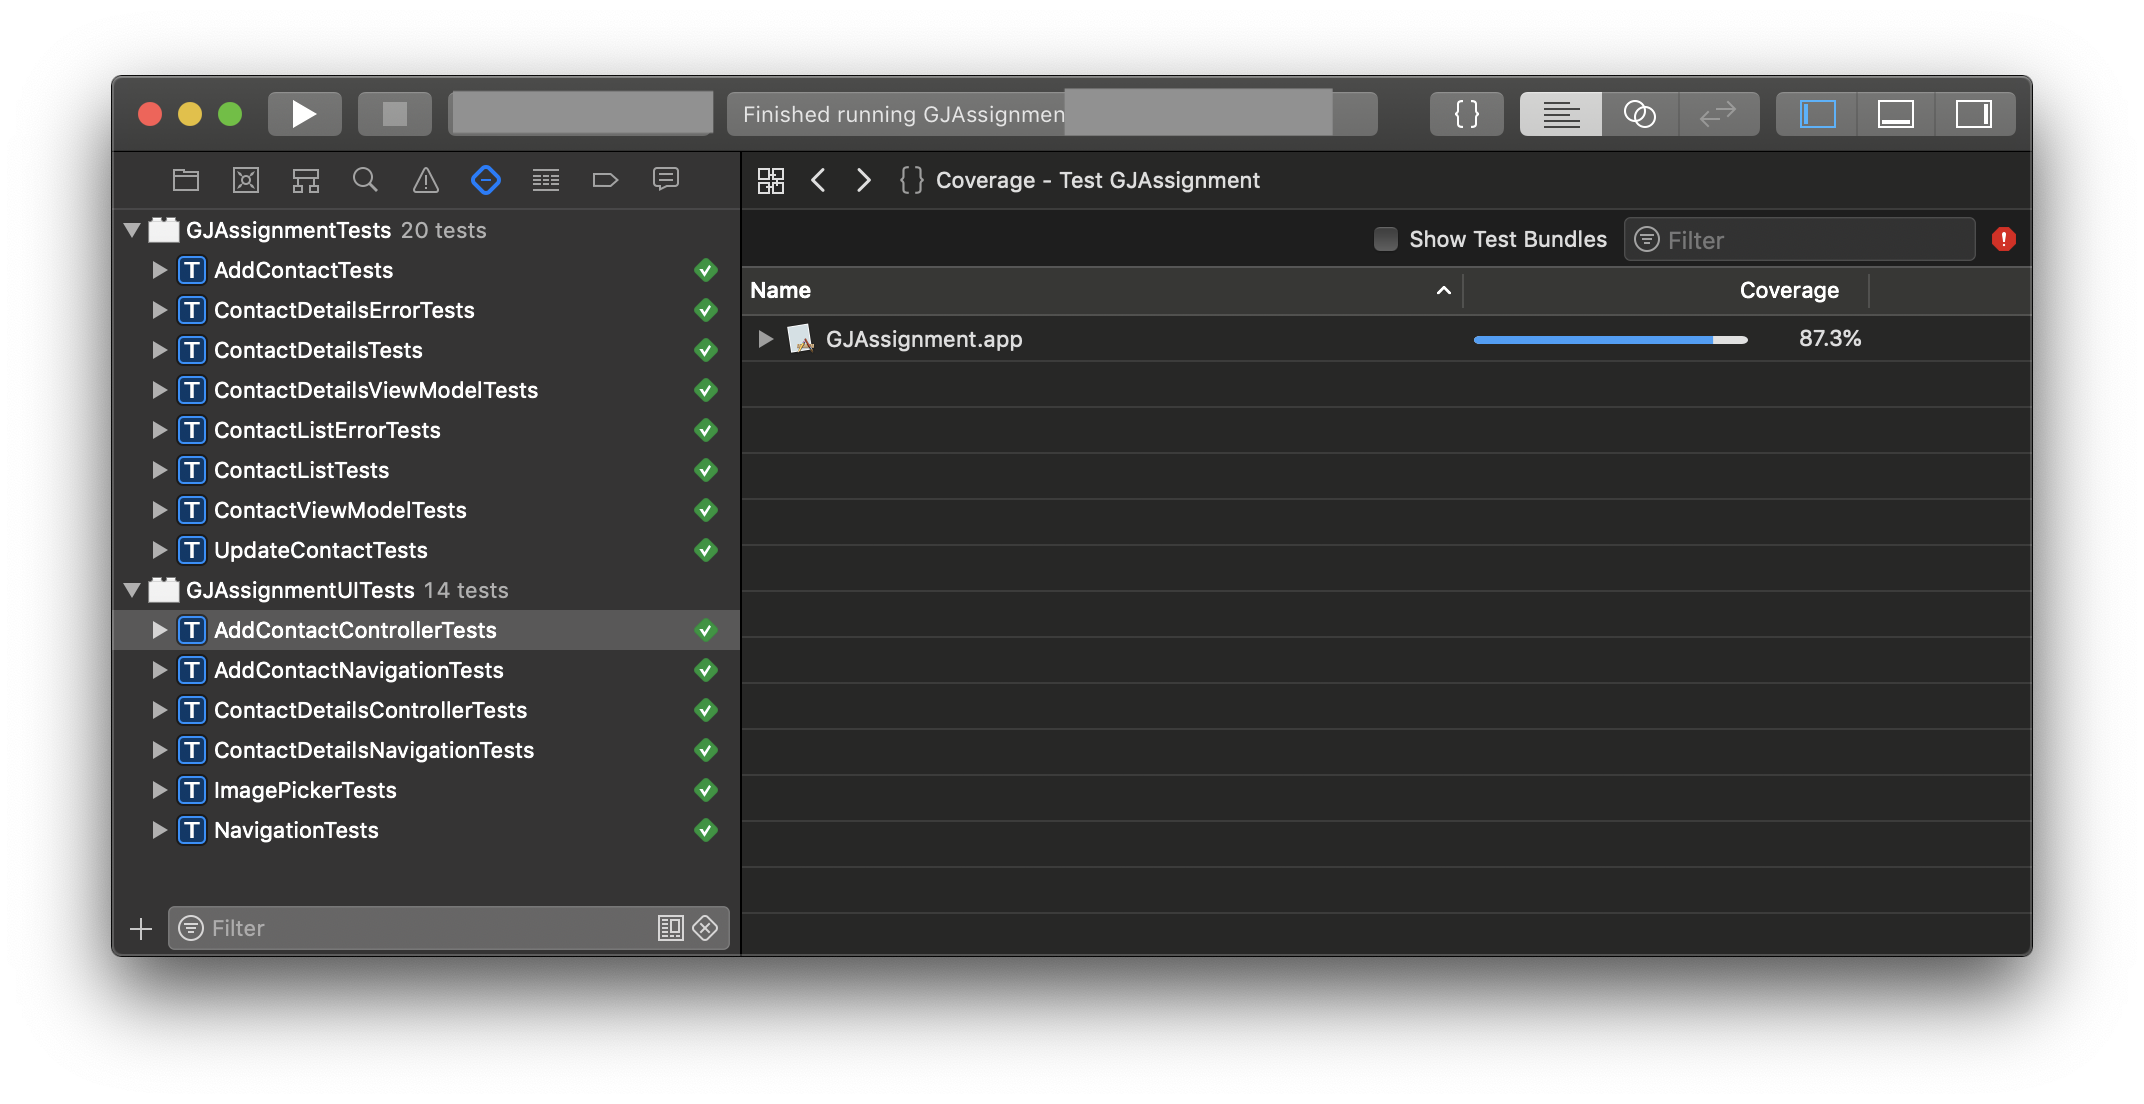 Finished running GJAssignmen
Coverage - Test GJAssignment
GJAssignmentTests 20 tests
Show Test Bundles
Filter
AddContactTests
Name
Coverage
ContactDetailsErrorTests
GJAssignment.app
87.3%
ContactDetailsTests
ContactDetailsViewModelTests
ContactListErrorTests
ContactListTests
ContactViewModelTests
UpdateContactTests
GJAssignmentUITests 14 tests
AddContactControllerTests
AddContactNavigationTests
ContactDetailsControllerTests
ContactDetailsNavigationTests
ImagePickerTests
NavigationTests
Filter